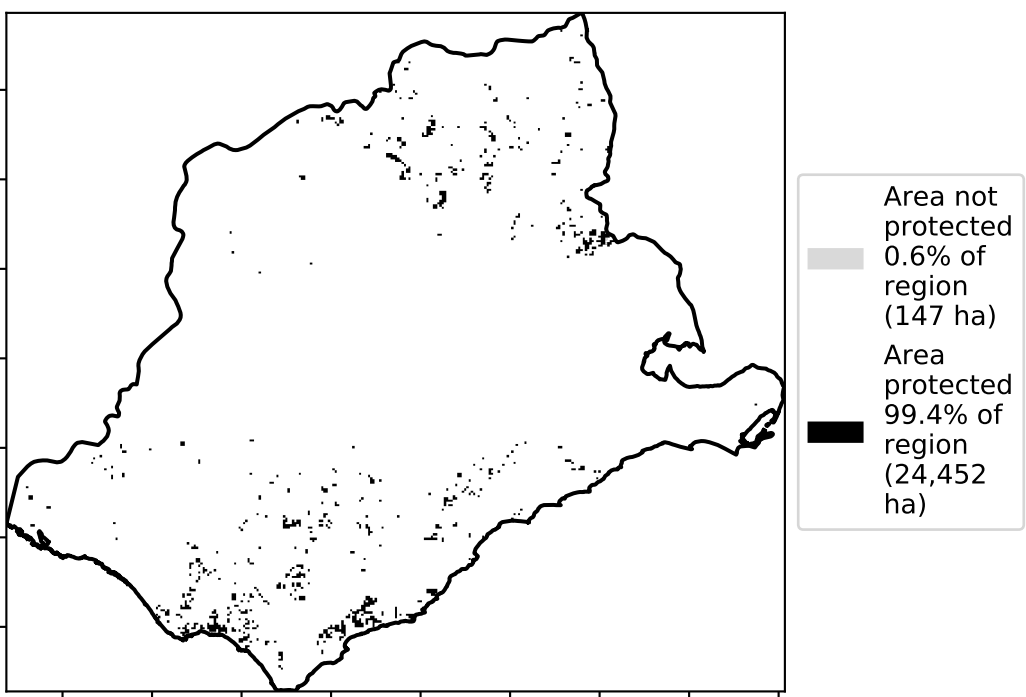 Area not
protected
0.6% of
region
(147 ha)
Area
protected
99.4% of
region
(24,452
ha)